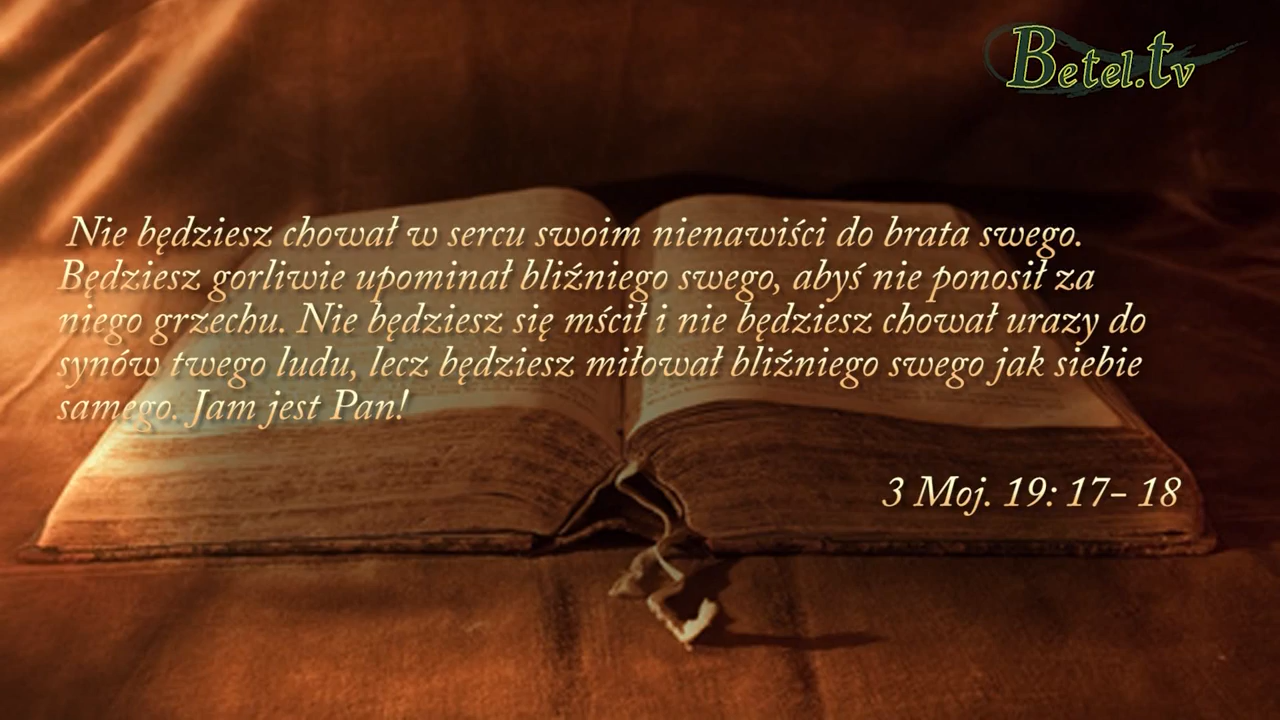 Betel.tv
Nie będziesz chował w sercu swoim nienawiści do brata swego.
Będziesz gorliwie upominał bliźniego swego, abyś nie ponosił za
niego grzechu. Nie będziesz się mścił i nie będziesz chował urazy do
synów twego ludu, lecz będziesz miłował bliźniego swego jak siebie
samego. Jam jest Pan!
3 Moj. 19: 17- 18